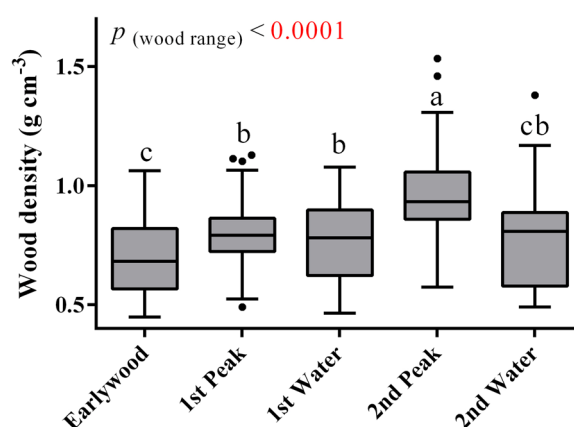 p (wood range) < 0.0001
Wood density (g cm⁻³)
1.5
1.0
0.5
c
b
b
a
cb
Earlywood
1st Peak
1st Water
2nd Peak
2nd Water